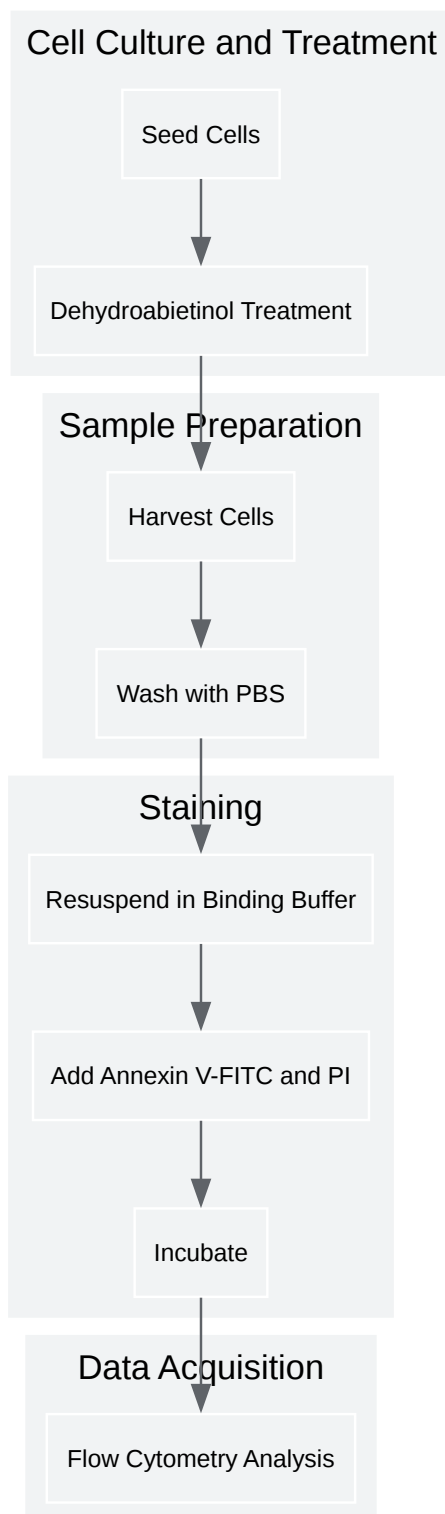 Cell Culture and Treatment
Seed Cells
Dehydroabietinol Treatment
Sample Preparation
Harvest Cells
Wash with PBS
Staining
Resuspend in Binding Buffer
Add Annexin V-FITC and PI
Incubate
Data Acquisition
Flow Cytometry Analysis